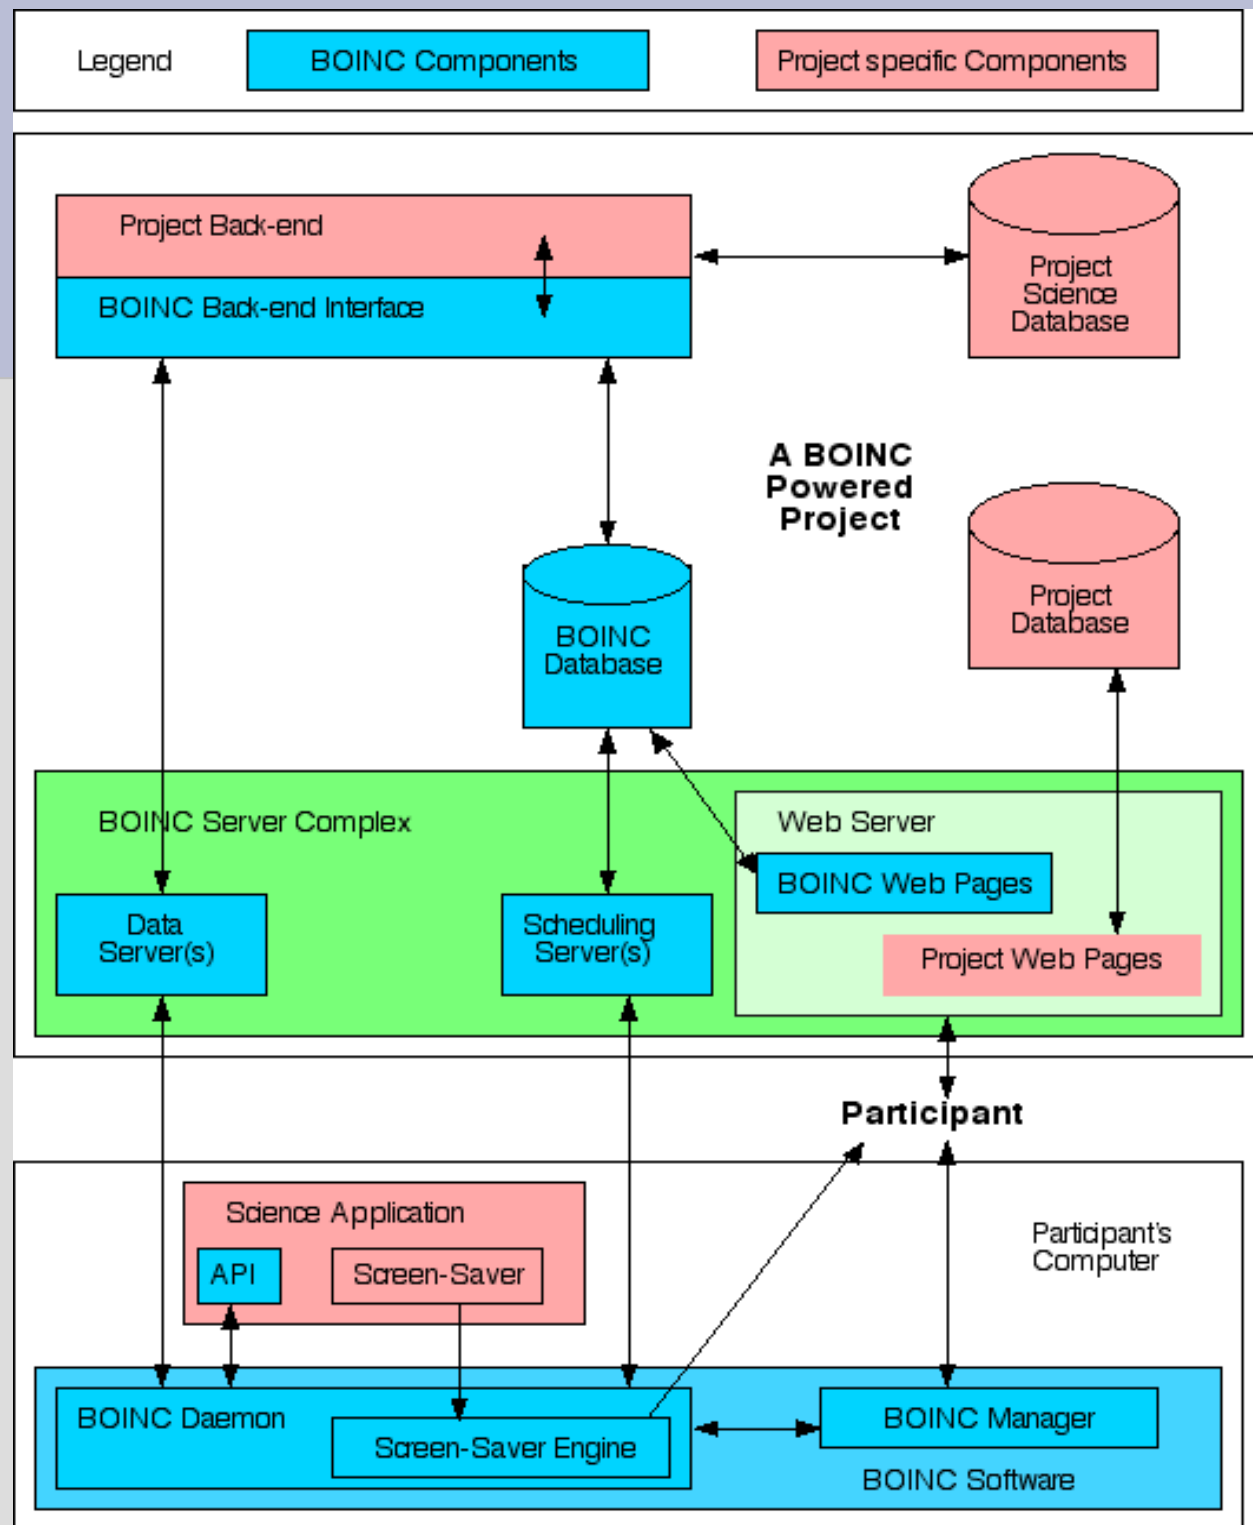 Legend
BOINC Components
Project specific Components
Project Back-end
BOINC Back-end Interface
Project
Science
Database
A BOINC
Powered
Project
BOINC
Database
Project
Database
BOINC Server Complex
Web Server
BOINC Web Pages
Data
Server(s)
Scheduling
Server(s)
Project Web Pages
Participant
Science Application
API
Screen-Saver
Participant's
Computer
BOINC Daemon
Screen-Saver Engine
BOINC Manager
BOINC Software